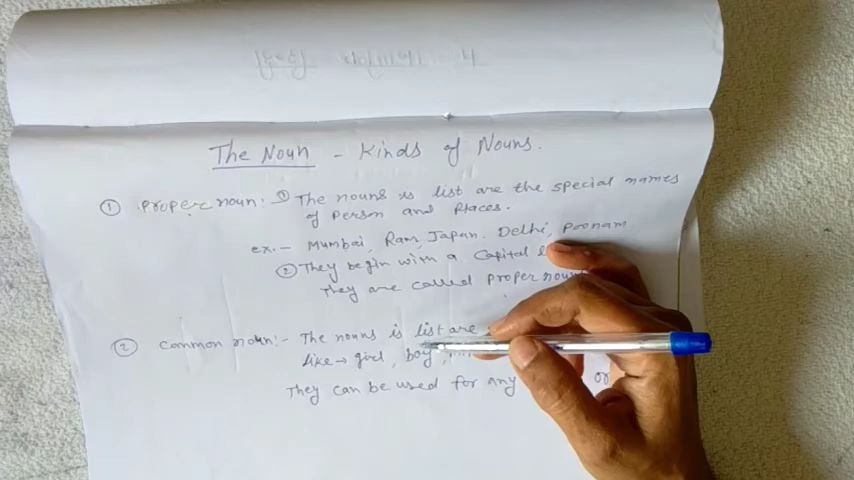 The Noun - Kinds of Nouns.
① Proper noun:- ① The nouns is list are the special names
of Person and Places.
ex.- Mumbai, Ram, Japan. Delhi, Poonam
② They begin with a Capital
They are called proper noun
② Common noun:- The nouns is list are
like → girl, boy,
They can be used for any or